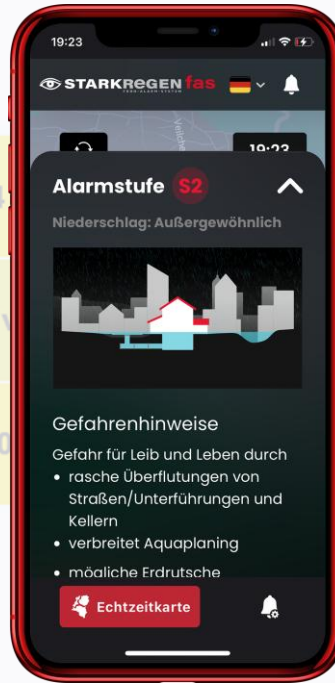 19:23
STARKREGEN fas
19:23
Alarmstufe S2
Niederschlag: Außergewöhnlich
Gefahrenhinweise
Gefahr für Leib und Leben durch
• rasche Überflutungen von
Straßen/Unterführungen und
Kellern
• verbreitet Aquaplaning
• mögliche Erdrutsche
Echtzeitkarte